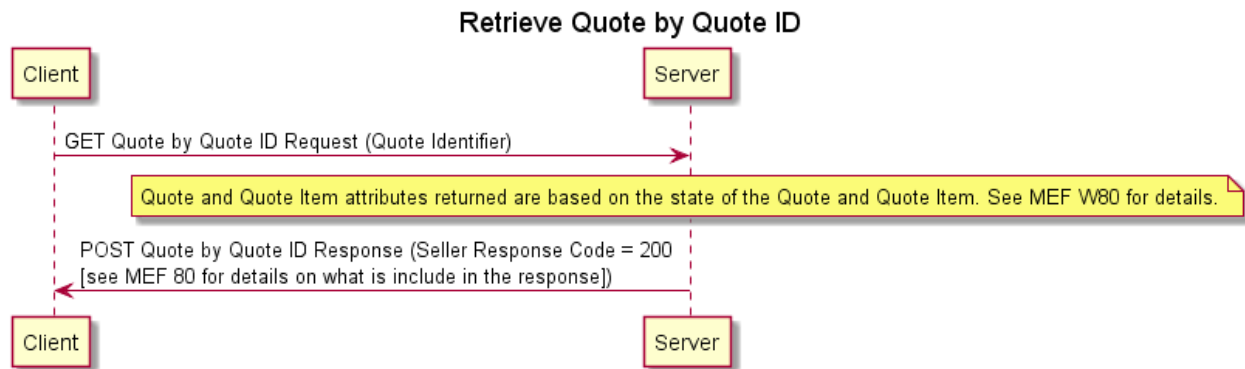 Retrieve Quote by Quote ID
Client
Server
GET Quote by Quote ID Request (Quote Identifier)
Quote and Quote Item attributes returned are based on the state of the Quote and Quote Item. See MEF W80 for details.
POST Quote by Quote ID Response (Seller Response Code = 200
[see MEF 80 for details on what is include in the response])
Client
Server